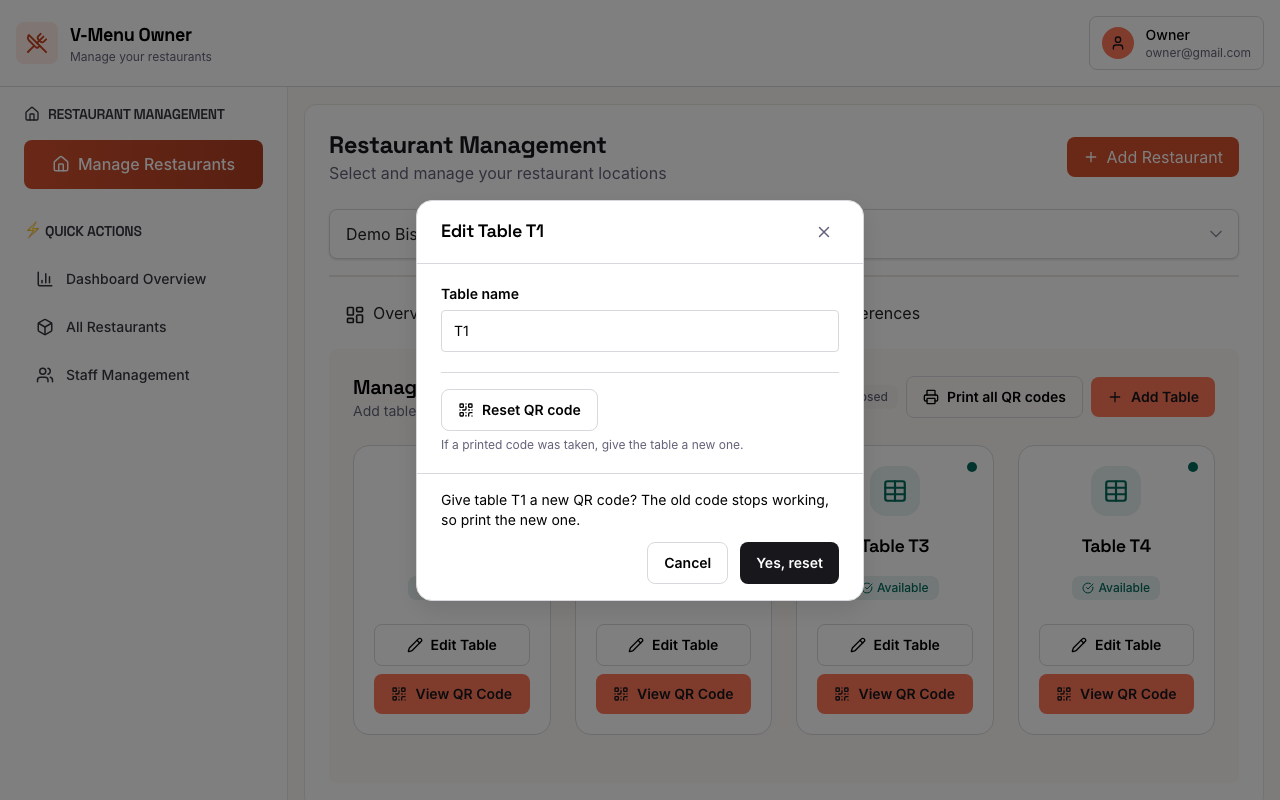 V-Menu Owner
Manage your restaurants
Owner
owner@gmail.com
RESTAURANT MANAGEMENT
Manage Restaurants
⚡ QUICK ACTIONS
Dashboard Overview
All Restaurants
Staff Management
Restaurant Management
Select and manage your restaurant locations
Add Restaurant
Demo Bis
Overv
erences
Manag
Add table
osed
Print all QR codes
Add Table
Edit Table T1
Table name
T1
Reset QR code
If a printed code was taken, give the table a new one.
Give table T1 a new QR code? The old code stops working,
so print the new one.
Cancel
Yes, reset
Table T3
Table T4
Available
Available
Edit Table
Edit Table
Edit Table
Edit Table
View QR Code
View QR Code
View QR Code
View QR Code